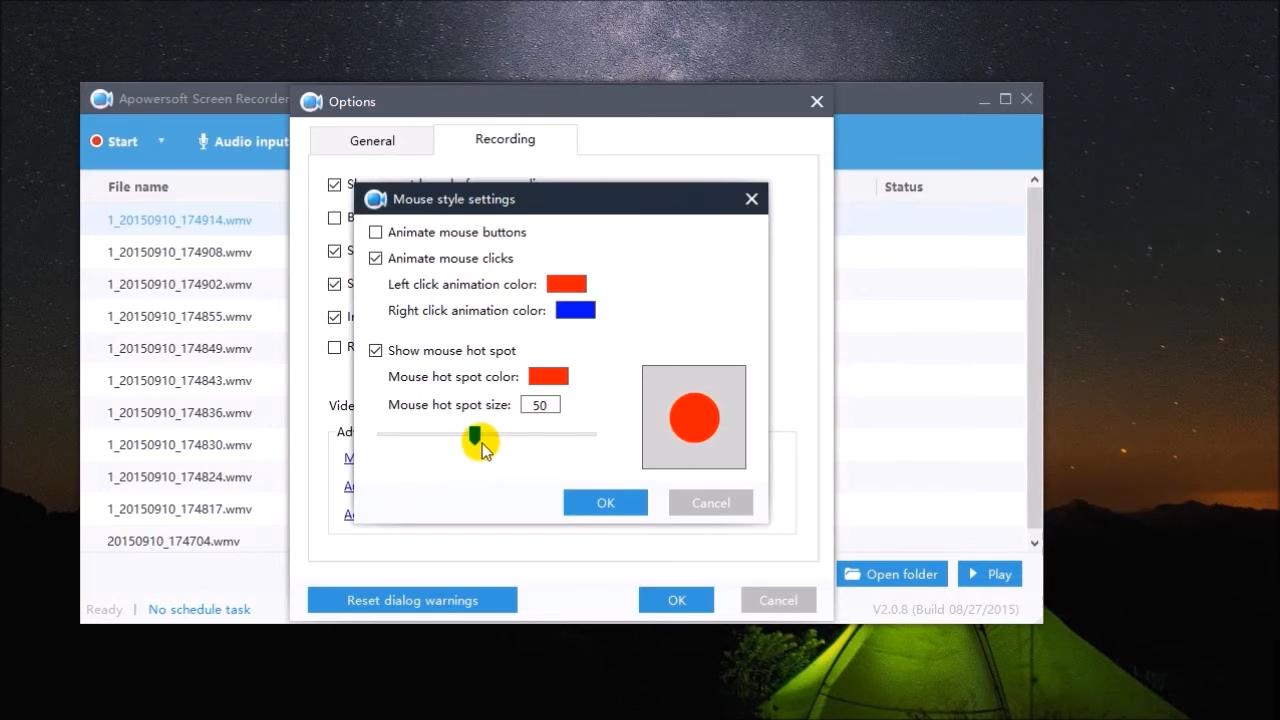 Apowersoft Screen Recorder
Options
Start
Audio input
General
Recording
File name
Status
Mouse style settings
1_20150910_174914.wmv
1_20150910_174908.wmv
1_20150910_174902.wmv
1_20150910_174855.wmv
1_20150910_174849.wmv
1_20150910_174843.wmv
1_20150910_174836.wmv
1_20150910_174830.wmv
1_20150910_174824.wmv
1_20150910_174817.wmv
20150910_174704.wmv
Animate mouse buttons
Animate mouse clicks
Left click animation color:
Right click animation color:
Show mouse hot spot
Mouse hot spot color:
Mouse hot spot size: 50
OK
Cancel
Open folder
Play
Reset dialog warnings
OK
Cancel
Ready | No schedule task
V2.0.8 (Build 08/27/2015)